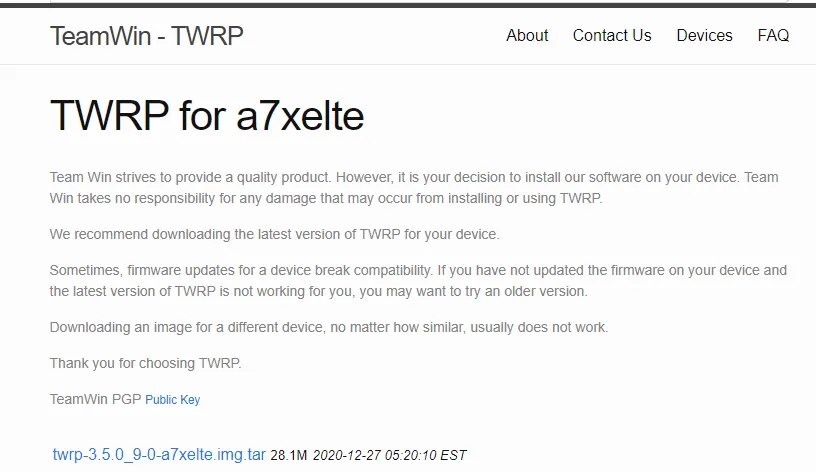 TeamWin - TWRP
About Contact Us Devices FAQ
TWRP for a7xelte
Team Win strives to provide a quality product. However, it is your decision to install our software on your device. Team
Win takes no responsibility for any damage that may occur from installing or using TWRP.
We recommend downloading the latest version of TWRP for your device.
Sometimes, firmware updates for a device break compatibility. If you have not updated the firmware on your device and
the latest version of TWRP is not working for you, you may want to try an older version.
Downloading an image for a different device, no matter how similar, usually does not work.
Thank you for choosing TWRP.
TeamWin PGP Public Key
twrp-3.5.0_9-0-a7xelte.img.tar 28.1M 2020-12-27 05:20:10 EST